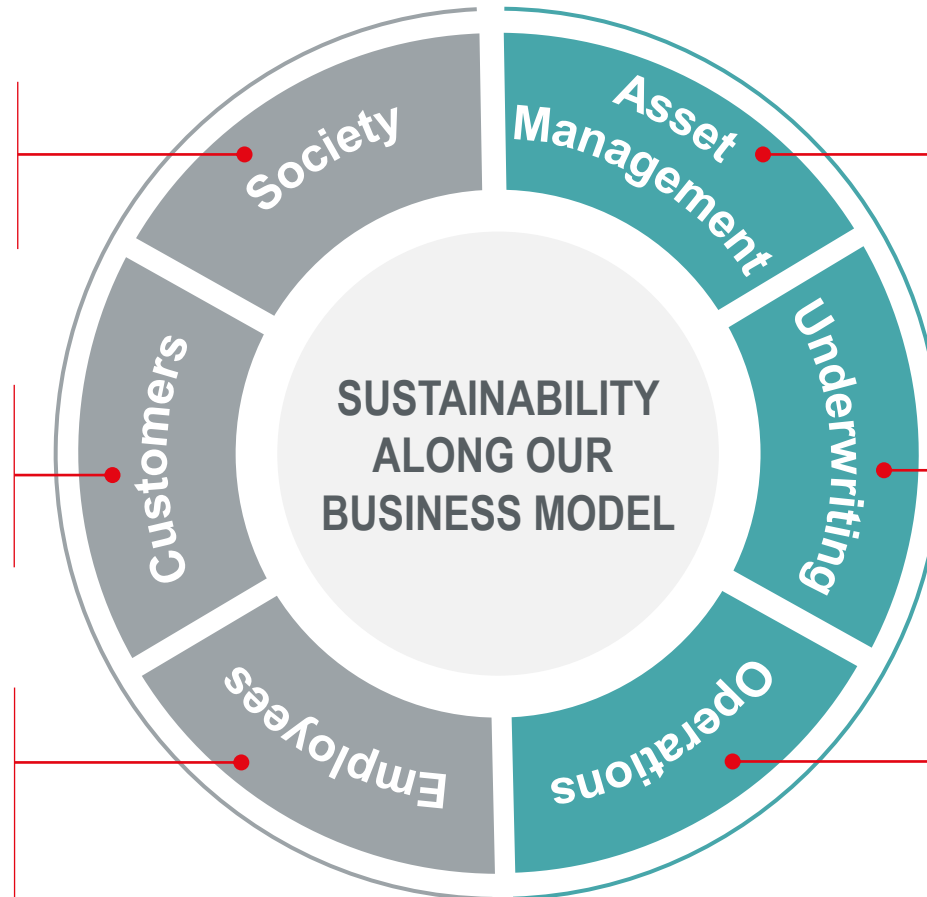 Society
Asset
Management
Customers
Underwriting
SUSTAINABILITY
ALONG OUR
BUSINESS MODEL
Employees
Operations